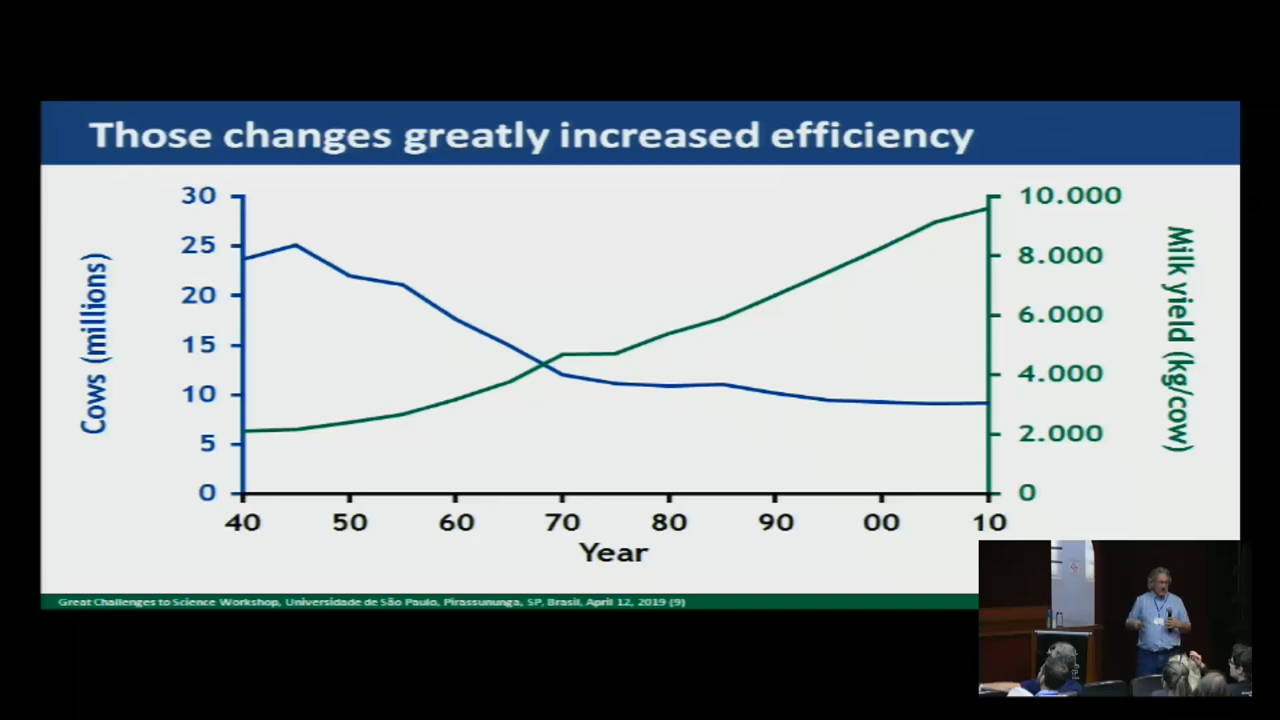 Those changes greatly increased efficiency
30
25
20
15
10
5
0
Cows (millions)
10.000
8.000
6.000
4.000
2.000
0
Milk yield (kg/cow)
40 50 60 70 80 90 00 10
Year
Great Challenges to Science Workshop, Universidade de São Paulo, Pirassununga, SP, Brasil, April 12, 2019 (9)